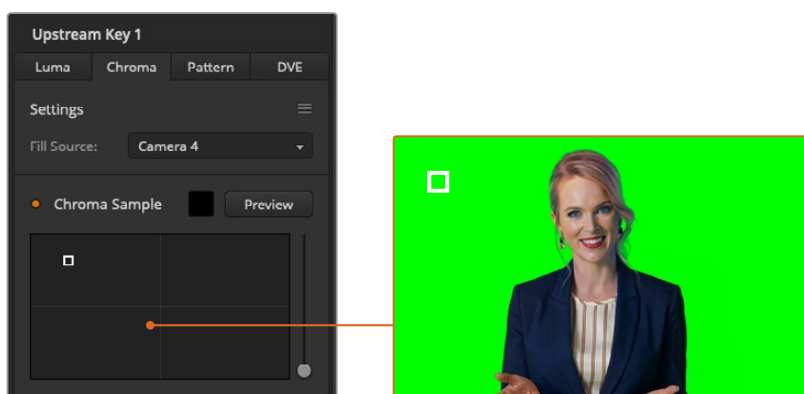 Upstream Key 1
Luma Chroma Pattern DVE
Settings
Fill Source: Camera 4
Chroma Sample Preview